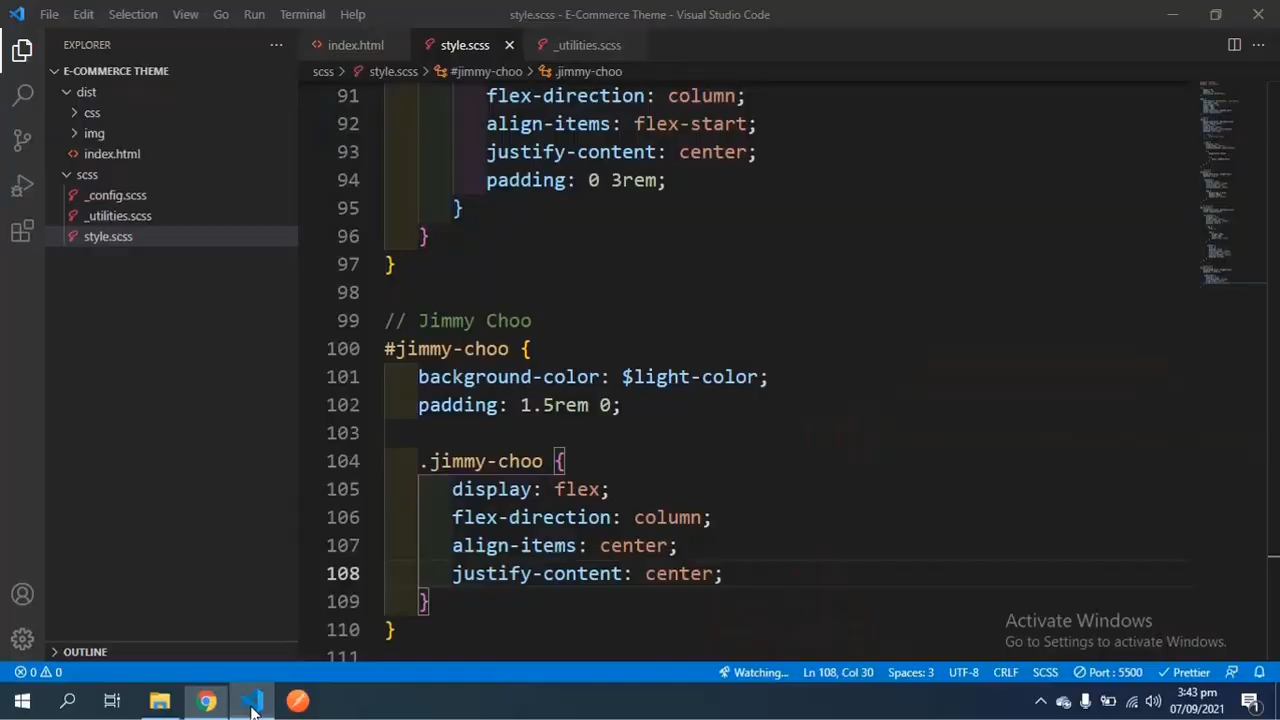 File Edit Selection View Go Run Terminal Help
style.scss - E-Commerce Theme - Visual Studio Code
EXPLORER
index.html style.scss _utilities.scss
E-COMMERCE THEME
scss > style.scss > #jimmy-choo > .jimmy-choo
dist
css
img
index.html
scss
_config.scss
_utilities.scss
style.scss
91 flex-direction: column;
92 align-items: flex-start;
93 justify-content: center;
94 padding: 0 3rem;
95 }
96 }
97 }
98
99 // Jimmy Choo
100 #jimmy-choo {
101 background-color: $light-color;
102 padding: 1.5rem 0;
103
104 .jimmy-choo {
105 display: flex;
106 flex-direction: column;
107 align-items: center;
108 justify-content: center;
109 }
110 }
111
Activate Windows
Go to Settings to activate Windows.
OUTLINE
0 0 Watching... Ln 108, Col 30 Spaces: 3 UTF-8 CRLF SCSS Port : 5500 Prettier
3:43 pm
07/09/2021
1